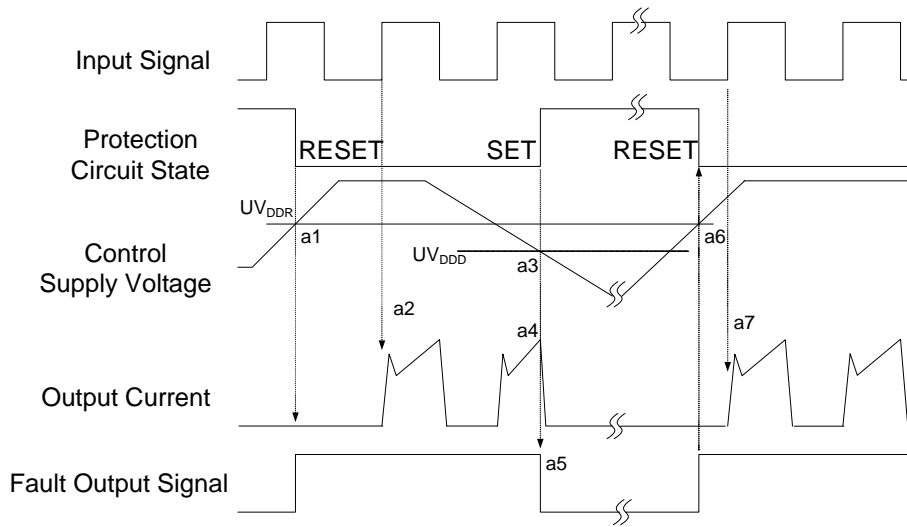 Input Signal
Protection
Circuit State
RESET
SET
RESET
UVDDR
a1
a6
Control
Supply Voltage
UVDDD
a3
a2
a4
a7
Output Current
a5
Fault Output Signal